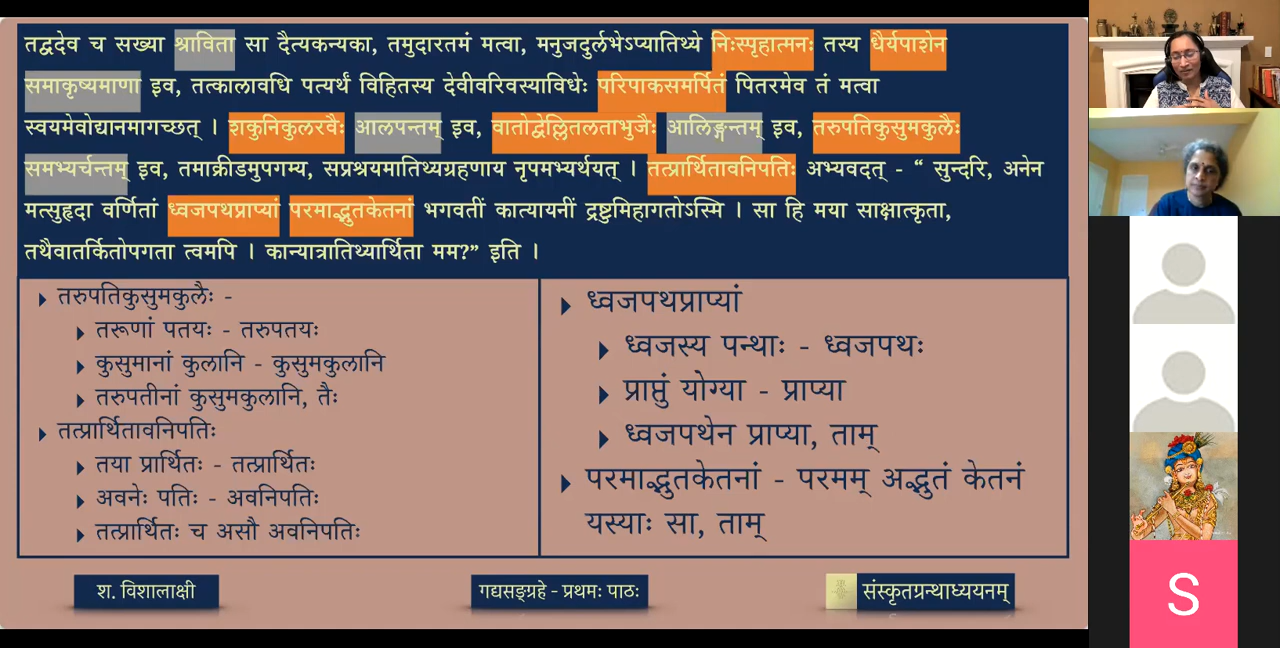 तद्वदेव च सख्या श्राविता सा दैत्यकन्यका, तमुदारतमं मत्वा, मनुजदुर्लभेऽप्यातिथ्ये निःस्पृहात्मनः तस्य धैर्यपाशेन
समाकृष्यमाणा इव, तत्कालावधि पत्यर्थं विहितस्य देवीवरिवस्याविधेः परिपाकसमर्पितं पितरमेव तं मत्वा
स्वयमेवोद्यानमागच्छत् । शकुनिकुलरवैः आलपन्तम् इव, वातोद्वेल्लितलताभुजैः आलिङ्गन्तम् इव, तरुपतिकुसुमकुलैः
समभ्यर्चन्तम् इव, तमाक्रीडमुपगम्य, सप्रश्रयमातिथ्यग्रहणाय नृपमभ्यर्थयत् । तत्प्रार्थितावनिपतिः अभ्यवदत् - “ सुन्दरि, अनेन
मत्सुहृदा वर्णितां ध्वजपथप्राप्यां परमाद्भुतकेतनां भगवतीं कात्यायनीं द्रष्टुमिहागतोऽस्मि । सा हि मया साक्षात्कृता,
तथैवातर्कितोपगता त्वमपि । कान्यात्रातिथ्यार्थिता मम?” इति ।
तरुपतिकुसुमकुलैः -
तरूणां पतयः - तरुपतयः
कुसुमानां कुलानि - कुसुमकुलानि
तरुपतीनां कुसुमकुलानि, तैः
तत्प्रार्थितावनिपतिः
तया प्रार्थितः - तत्प्रार्थितः
अवनेः पतिः - अवनिपतिः
तत्प्रार्थितः च असौ अवनिपतिः
ध्वजपथप्राप्यां
ध्वजस्य पन्थाः - ध्वजपथः
प्राप्तुं योग्या - प्राप्या
ध्वजपथेन प्राप्या, ताम्
परमाद्भुतकेतनां - परमम् अद्भुतं केतनं
यस्याः सा, ताम्
श. विशालाक्षी
गद्यसङ्ग्रहे - प्रथमः पाठः
संस्कृतग्रन्थाध्ययनम्
S